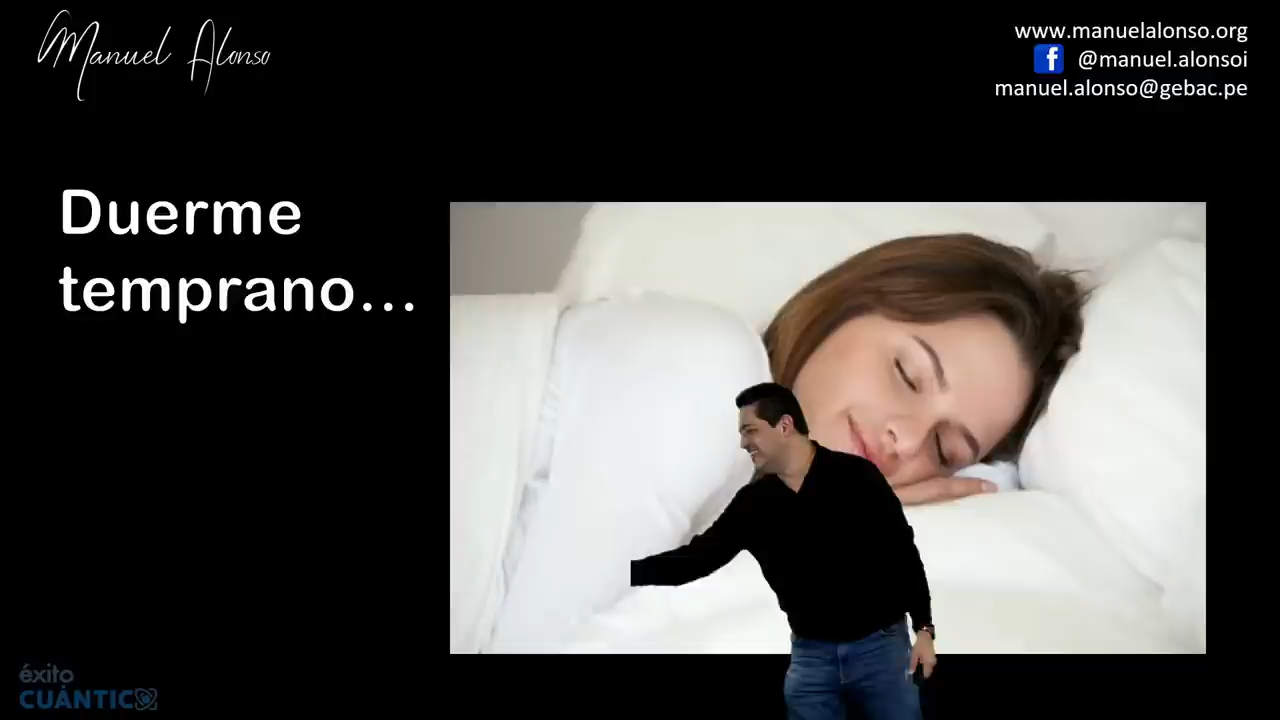 Manuel Alonso
www.manuelalonso.org
@manuel.alonsoi
manuel.alonso@gebac.pe
Duerme
temprano...
éxito
CUÁNTICO